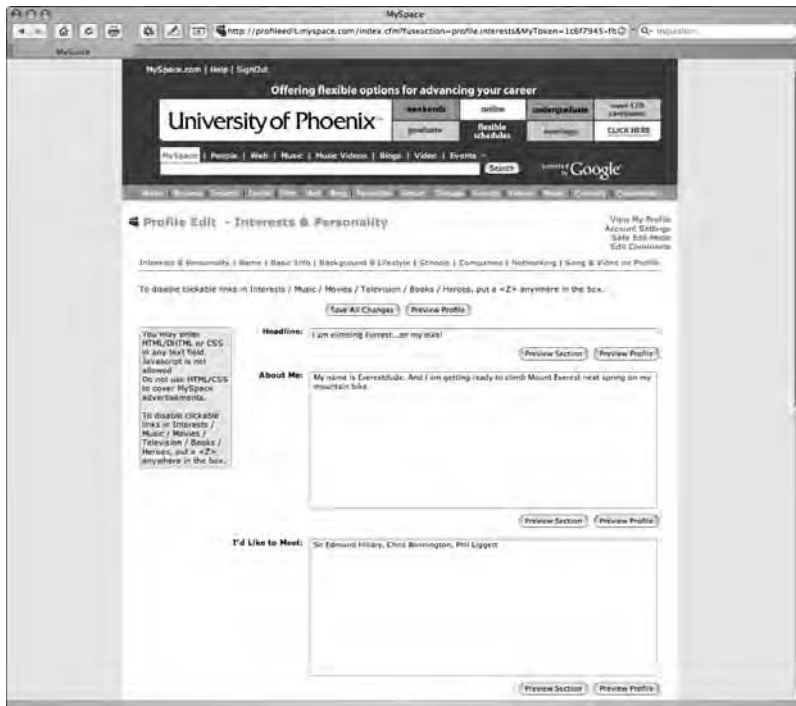 MySpace
http://profileedit.myspace.com/index.cfm?fuseaction=profile.interests&MyToken=1c6f7945-fb
MySpace
MySpace.com | Help | SignOut
Offering flexible options for advancing your career
University of Phoenix
weekends online undergraduate
graduate flexible schedules CLICK HERE
MySpace | People | Web | Music | Music Videos | Blogs | Video | Events
Search powered by Google
Profile Edit - Interests & Personality
View My Profile
Account Settings
Safe Edit Mode
Edit Comments
Interests & Personality | Name | Basic Info | Background & Lifestyle | Schools | Companies | Networking | Song & Video on Profile
To disable clickable links in Interests / Music / Movies / Television / Books / Heroes, put a <Z> anywhere in the box.
Save All Changes Preview Profile
You may enter
HTML/DHTML or CSS
in any text field.
Javascript is not
allowed
Do not use HTML/CSS
to cover MySpace
advertisements.
To disable clickable
links in Interests /
Music / Movies /
Television / Books /
Heroes, put a <Z>
anywhere in the box.
Headline: I am climbing Everest...on my bike!
Preview Section Preview Profile
About Me: My name is Everestdude. And I am getting ready to climb Mount Everest next spring on my
mountain bike.
Preview Section Preview Profile
I'd Like to Meet: Sir Edmund Hillary, Chris Bonnington, Phil Liggett
Preview Section Preview Profile